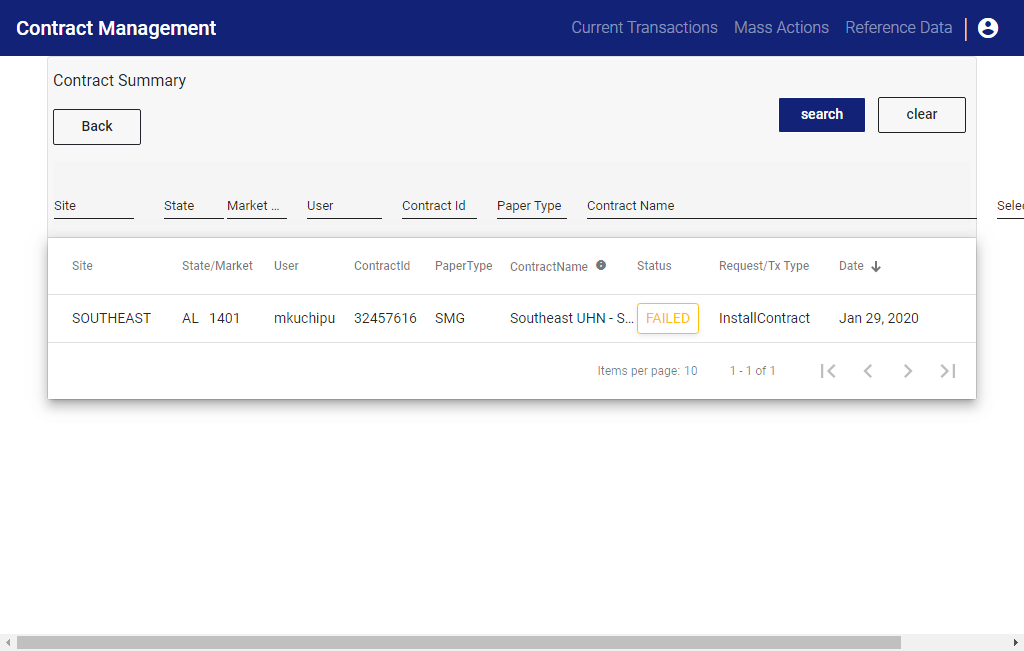 Contract Management Current Transactions Mass Actions Reference Data
Contract Summary
Back search clear
Site State Market ... User Contract Id Paper Type Contract Name Selec
Site State/Market User ContractId PaperType ContractName Status Request/Tx Type Date
SOUTHEAST AL 1401 mkuchipu 32457616 SMG Southeast UHN - S... FAILED InstallContract Jan 29, 2020
Items per page: 10 1 - 1 of 1